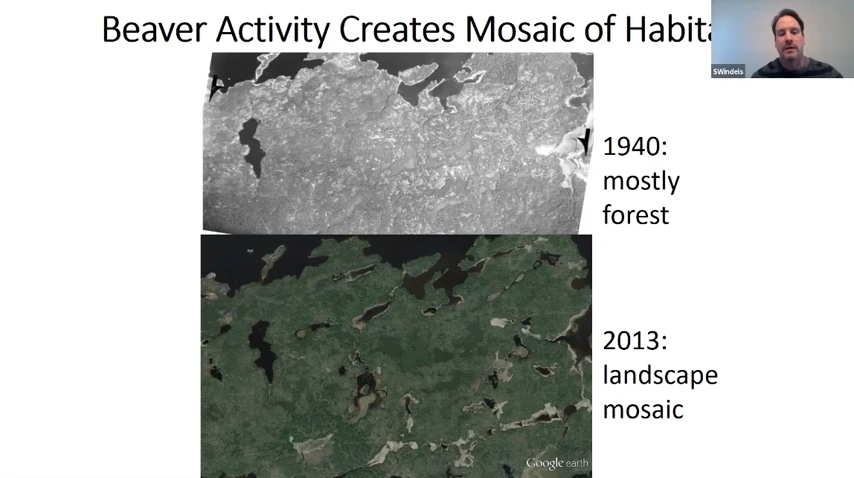 Beaver Activity Creates Mosaic of Habita
SWindels
1940:
mostly
forest
2013:
landscape
mosaic
Google earth